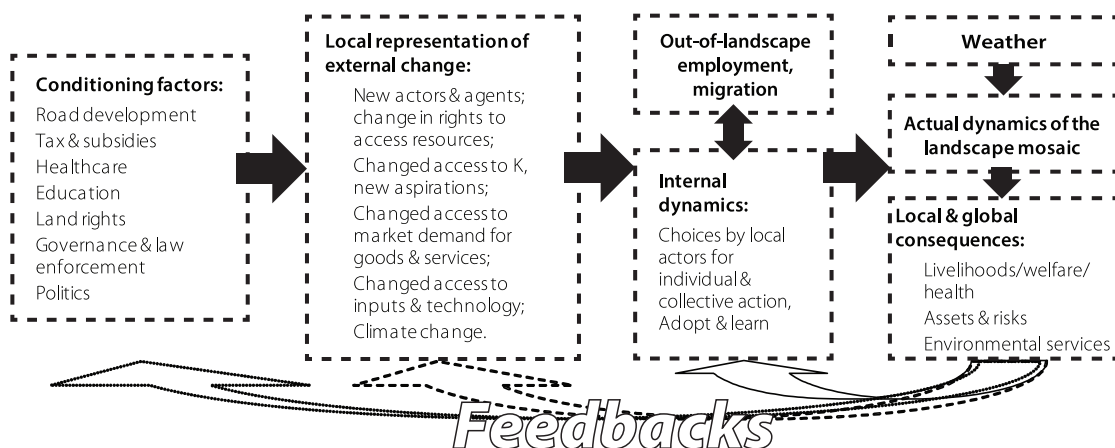 Conditioning factors:
Road development
Tax & subsidies
Healthcare
Education
Land rights
Governance & law
enforcement
Politics
Local representation of
external change:
New actors & agents;
change in rights to
access resources;
Changed access to K,
new aspirations;
Changed access to
market demand for
goods & services;
Changed access to
inputs & technology;
Climate change.
Out-of-landscape
employment,
migration
Internal
dynamics:
Choices by local
actors for
individual &
collective action,
Adopt & learn
Weather
Actual dynamics of the
landscape mosaic
Local & global
consequences:
Livelihoods/welfare/
health
Assets & risks
Environmental services
Feedbacks